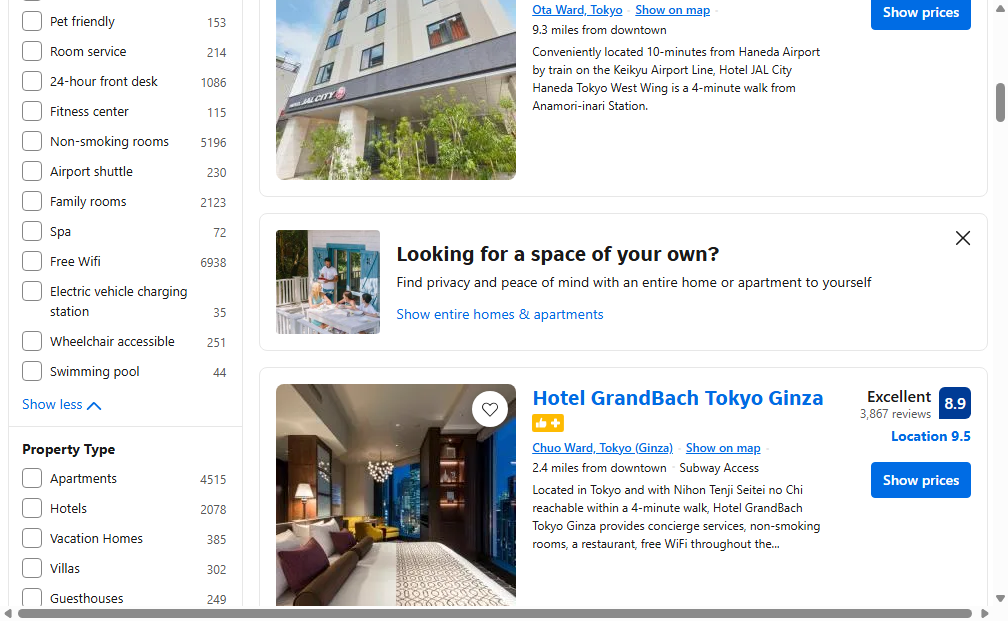 Pet friendly 153
Room service 214
24-hour front desk 1086
Fitness center 115
Non-smoking rooms 5196
Airport shuttle 230
Family rooms 2123
Spa 72
Free Wifi 6938
Electric vehicle charging
station 35
Wheelchair accessible 251
Swimming pool 44
Show less
Property Type
Apartments 4515
Hotels 2078
Vacation Homes 385
Villas 302
Guesthouses 249
HOTEL JAL CITY
Ota Ward, Tokyo · Show on map ·
9.3 miles from downtown
Conveniently located 10-minutes from Haneda Airport
by train on the Keikyu Airport Line, Hotel JAL City
Haneda Tokyo West Wing is a 4-minute walk from
Anamori-inari Station.
Show prices
Looking for a space of your own?
Find privacy and peace of mind with an entire home or apartment to yourself
Show entire homes & apartments
Hotel GrandBach Tokyo Ginza
Chuo Ward, Tokyo (Ginza) · Show on map ·
2.4 miles from downtown · Subway Access
Located in Tokyo and with Nihon Tenji Seitei no Chi
reachable within a 4-minute walk, Hotel GrandBach
Tokyo Ginza provides concierge services, non-smoking
rooms, a restaurant, free WiFi throughout the...
Excellent 8.9
3,867 reviews
Location 9.5
Show prices